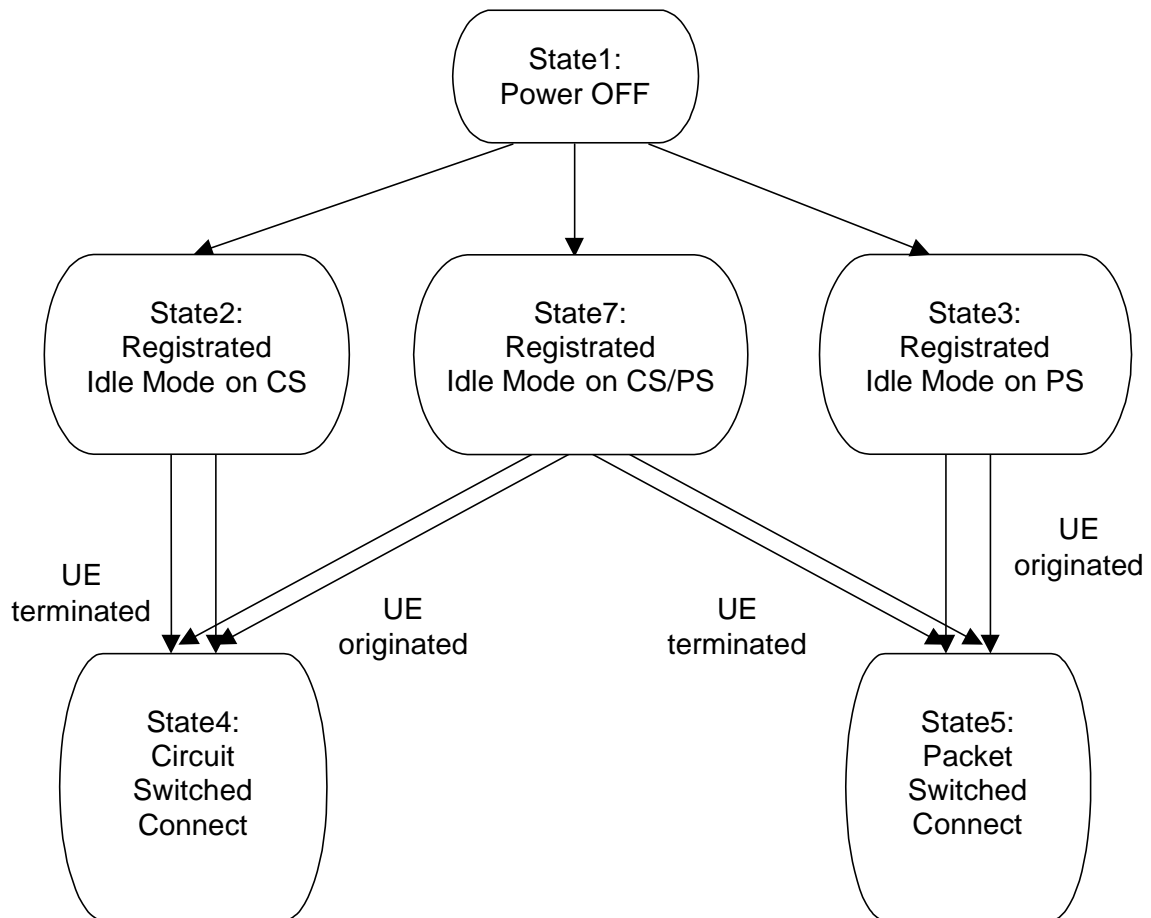 State1:
Power OFF
State2:
Registrated
Idle Mode on CS
State7:
Registrated
Idle Mode on CS/PS
State3:
Registrated
Idle Mode on PS
UE
terminated
UE
originated
UE
terminated
UE
originated
State4:
Circuit
Switched
Connect
State5:
Packet
Switched
Connect